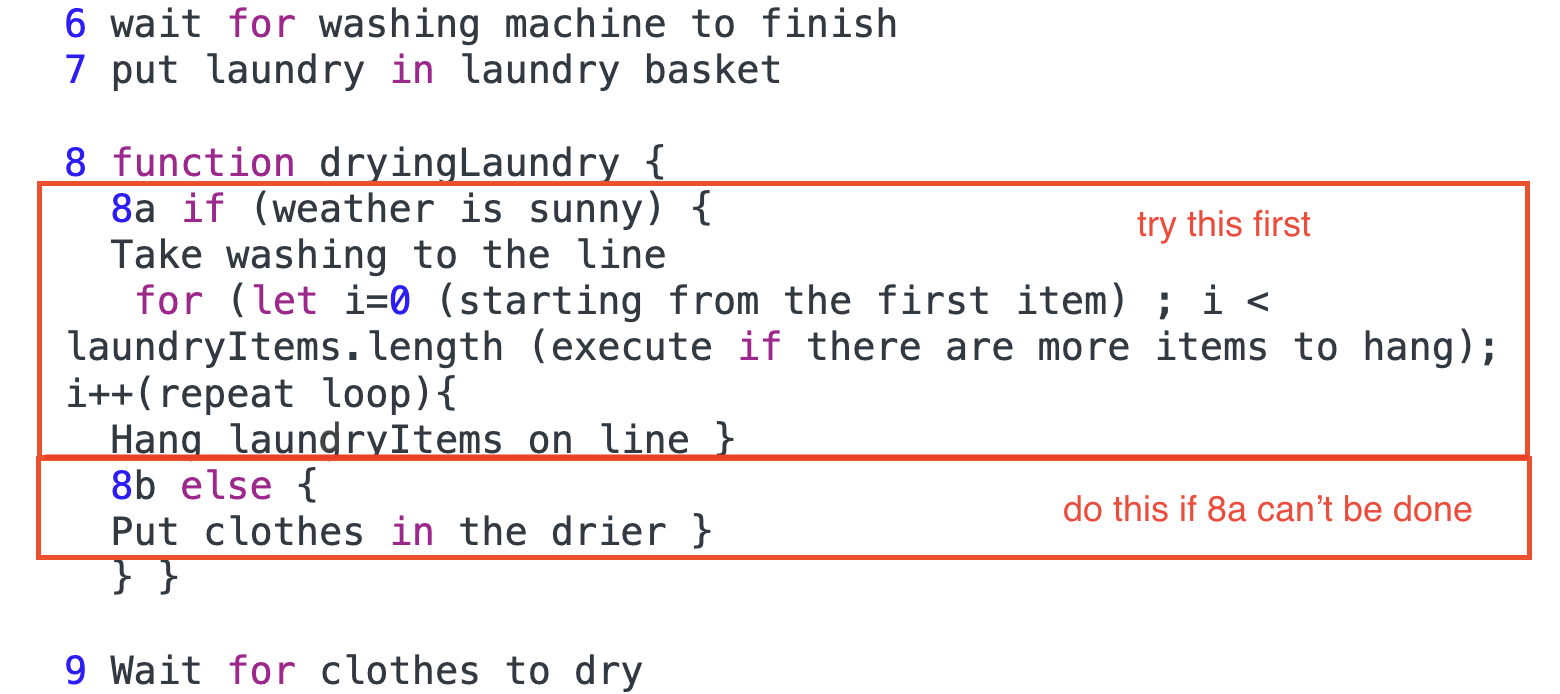 6 wait for washing machine to finish
7 put laundry in laundry basket
8 function dryingLaundry {
8a if (weather is sunny) {
try this first
Take washing to the line
for (let i=0 (starting from the first item) ; i <
laundryItems.length (execute if there are more items to hang);
i++(repeat loop){
Hang laundryItems on line }
8b else {
do this if 8a can’t be done
Put clothes in the drier }
} }
9 Wait for clothes to dry